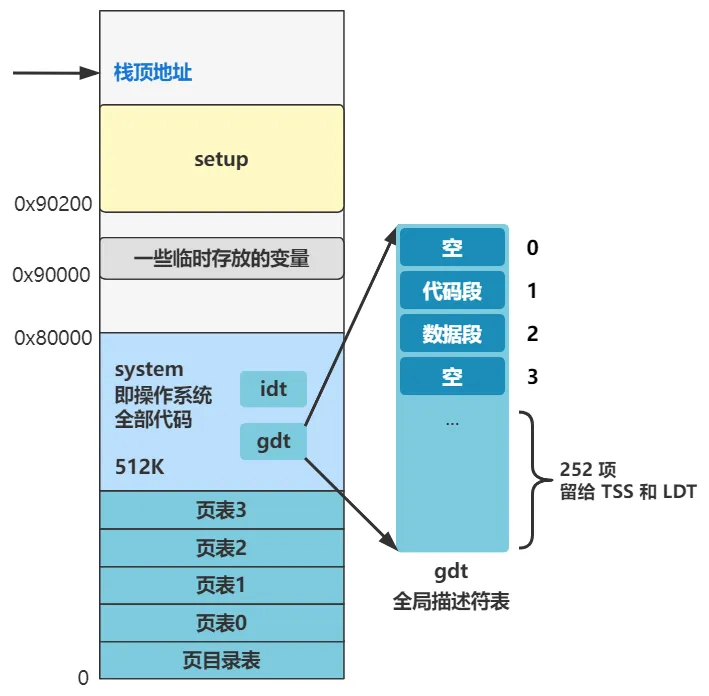 栈顶地址
setup
0x90200
一些临时存放的变量
0x90000
0x80000
system
即操作系统
全部代码
512K
idt
gdt
页表3
页表2
页表1
页表0
页目录表
0
空 0
代码段 1
数据段 2
空 3
...
252 项
留给 TSS 和 LDT
gdt
全局描述符表